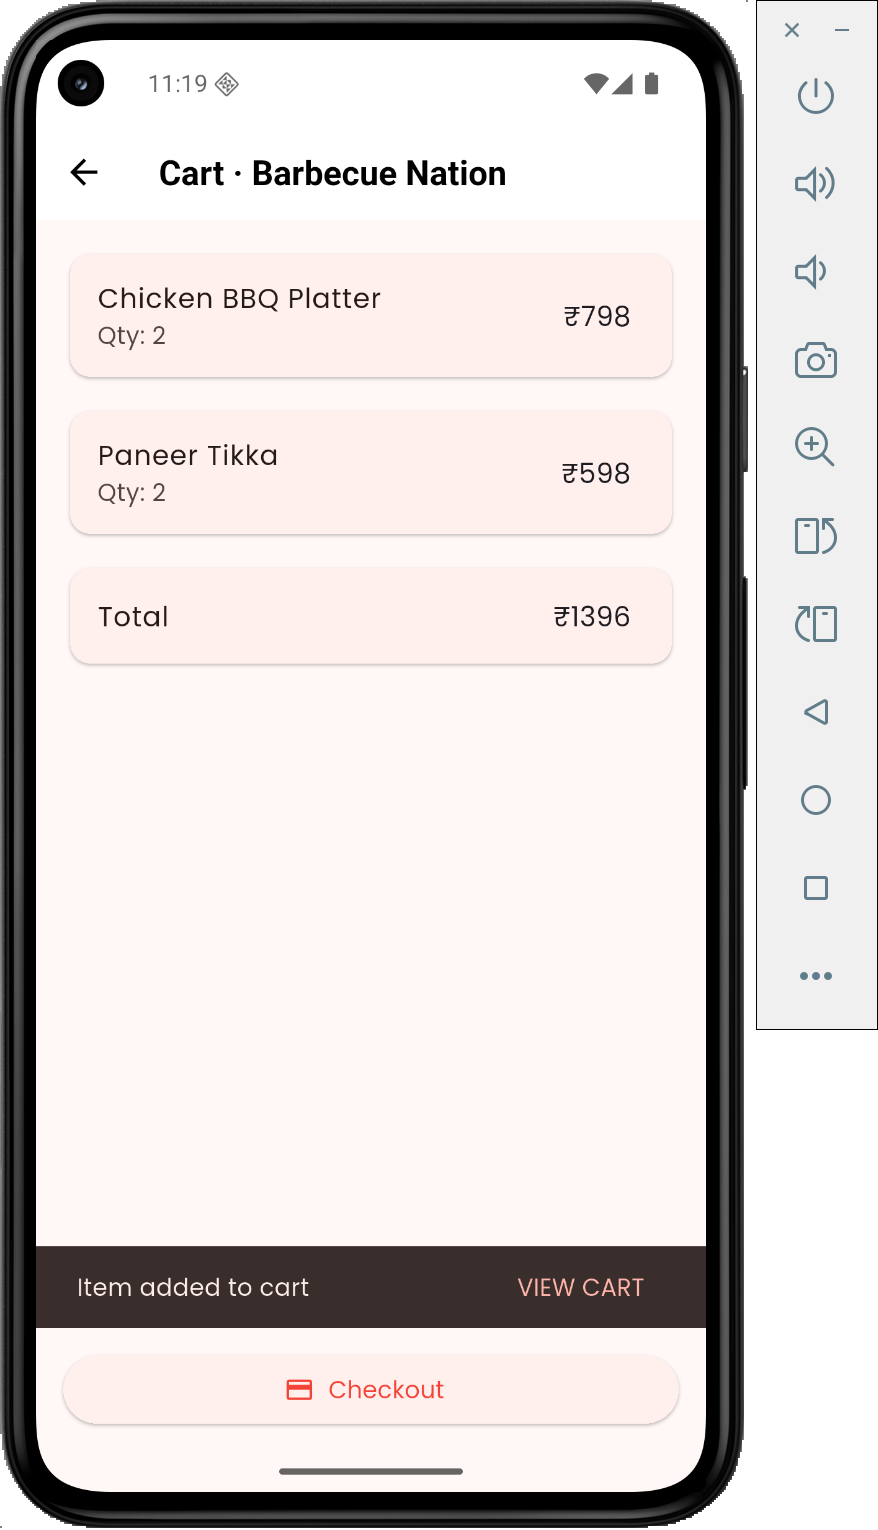 11:19
Cart · Barbecue Nation
Chicken BBQ Platter
Qty: 2
₹798
Paneer Tikka
Qty: 2
₹598
Total
₹1396
Item added to cart
VIEW CART
Checkout